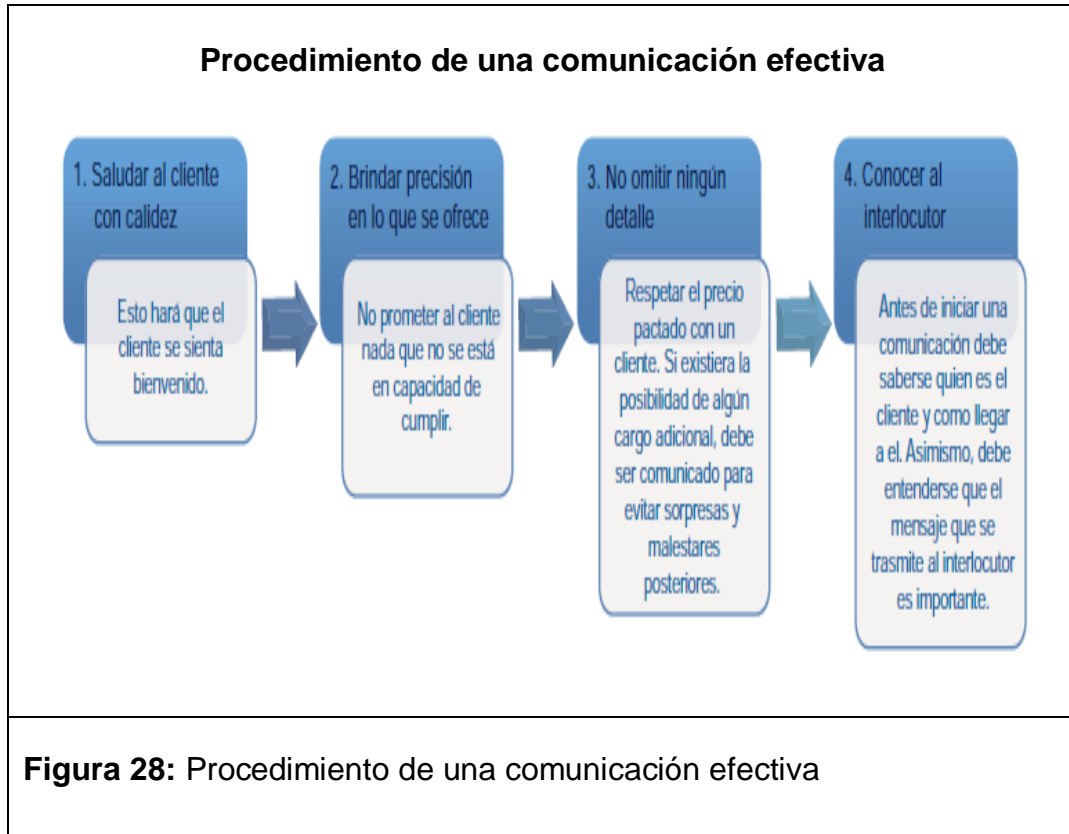 Procedimiento de una comunicación efectiva
1. Saludar al cliente
con calidez
Esto hará que el
cliente se sienta
bienvenido.
2. Brindar precisión
en lo que se ofrece
No prometer al cliente
nada que no se está
en capacidad de
cumplir.
3. No omitir ningún
detalle
Respetar el precio
pactado con un
cliente. Si existiera la
posibilidad de algún
cargo adicional, debe
ser comunicado para
evitar sorpresas y
malestares
posteriores.
4. Conocer al
interlocutor
Antes de iniciar una
comunicación debe
saberse quien es el
cliente y como llegar
a el. Asimismo, debe
entenderse que el
mensaje que se
trasmite al interlocutor
es importante.
Figura 28: Procedimiento de una comunicación efectiva